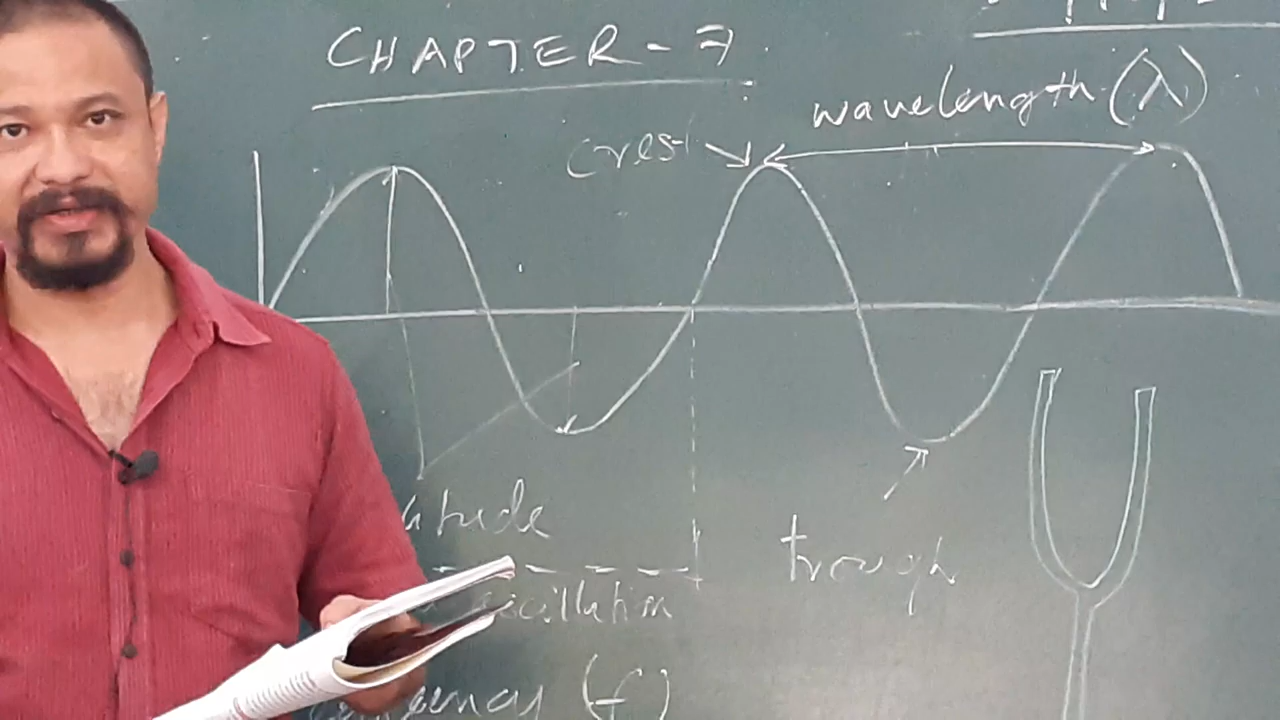 CHAPTER - 7
wavelength (λ)
crest
trough
oscillation
(f)